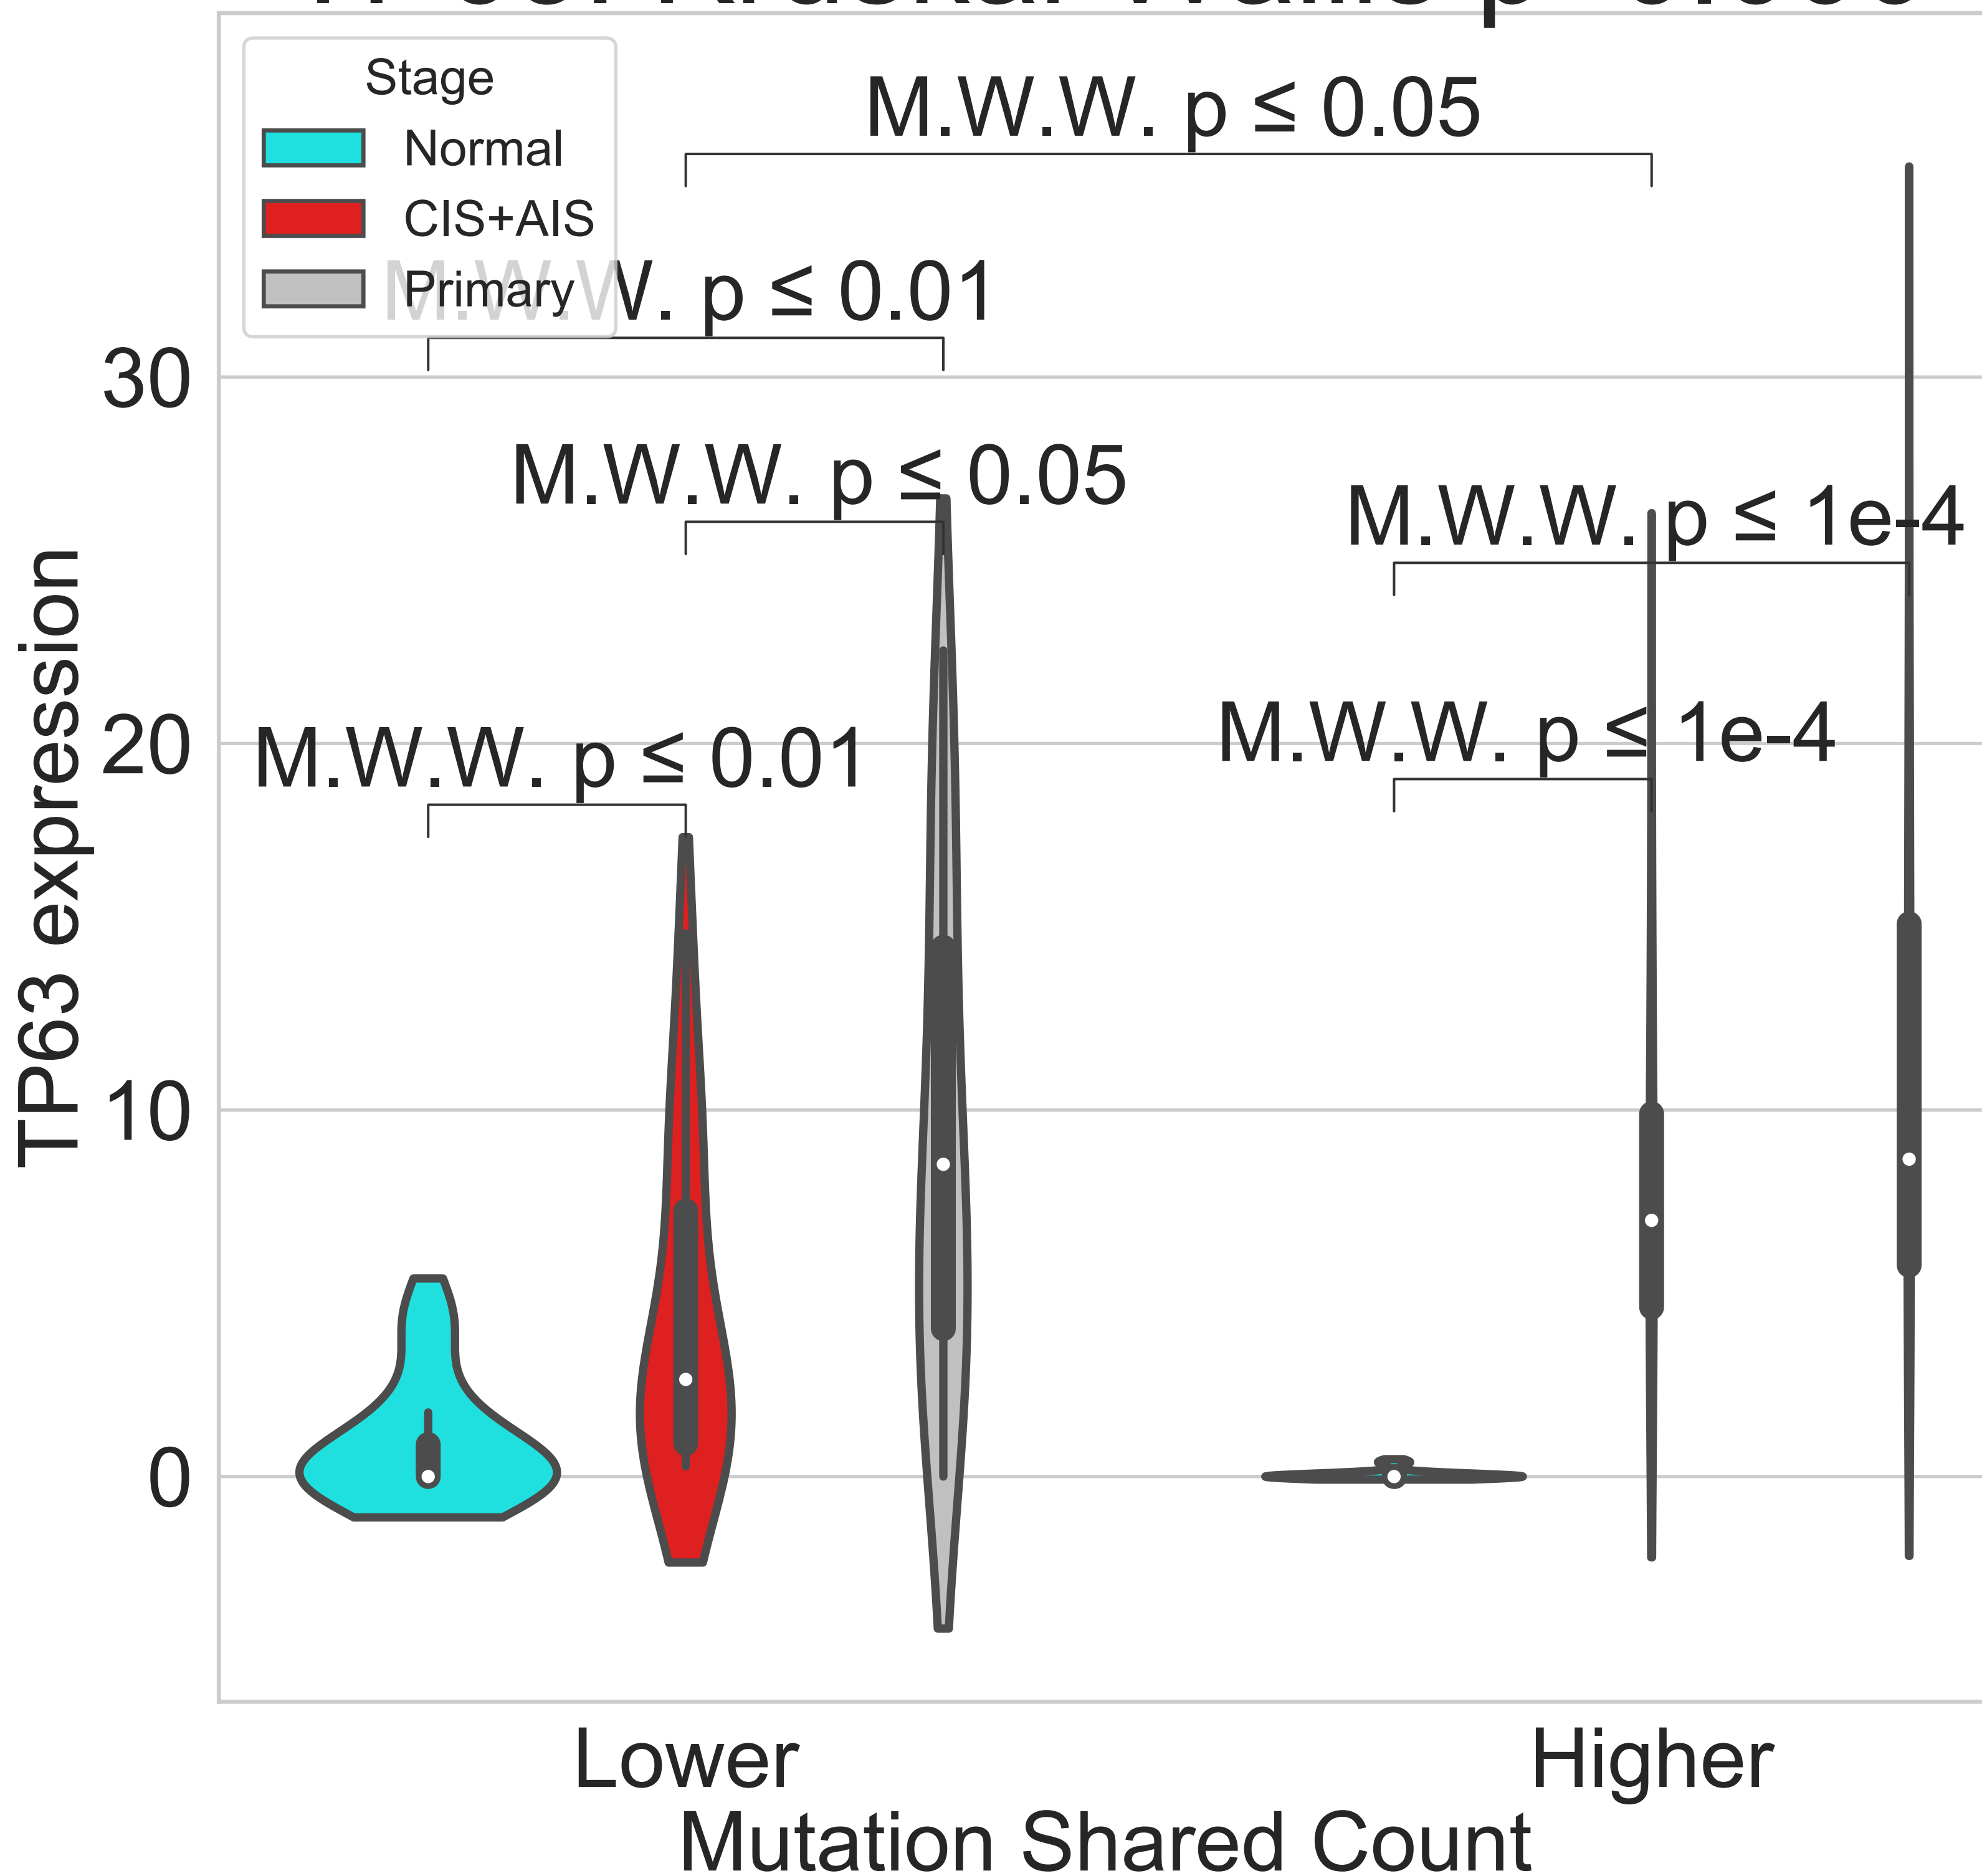 Stage
Normal
CIS+AIS
Primary
M.W.W. p ≤ 0.05
M.W.W. p ≤ 0.01
M.W.W. p ≤ 0.05
M.W.W. p ≤ 1e-4
M.W.W. p ≤ 0.01
M.W.W. p ≤ 1e-4
30
20
10
0
TP63 expression
Lower
Higher
Mutation Shared Count